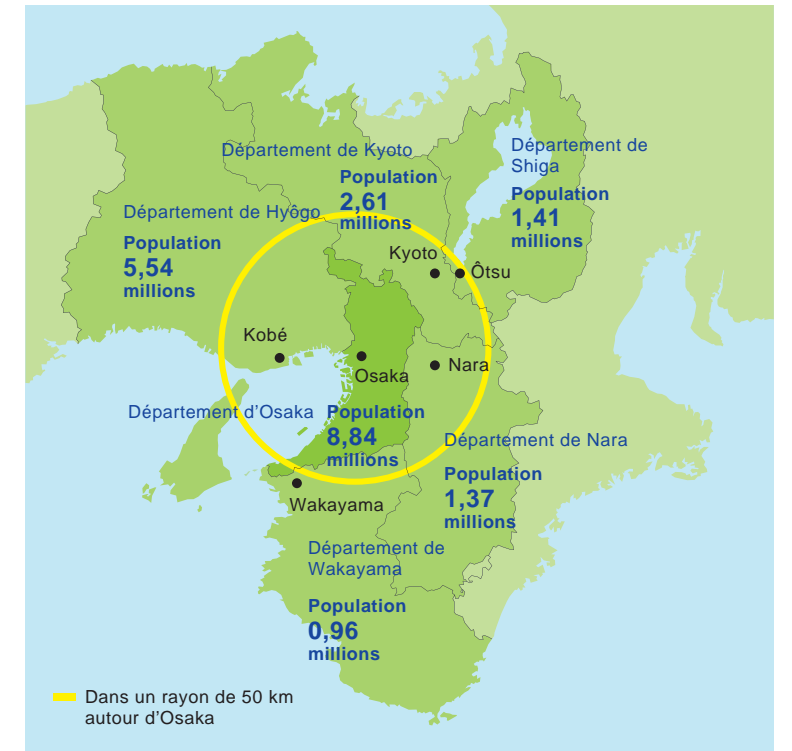 Département de Kyoto
Population
2,61
millions
Département de
Shiga
Population
1,41
millions
Département de Hyôgo
Population
5,54
millions
Kyoto
Ôtsu
Kobé
Osaka
Nara
Département d'Osaka
Population
8,84
millions
Département de Nara
Population
1,37
millions
Wakayama
Département de
Wakayama
Population
0,96
millions
Dans un rayon de 50 km
autour d'Osaka